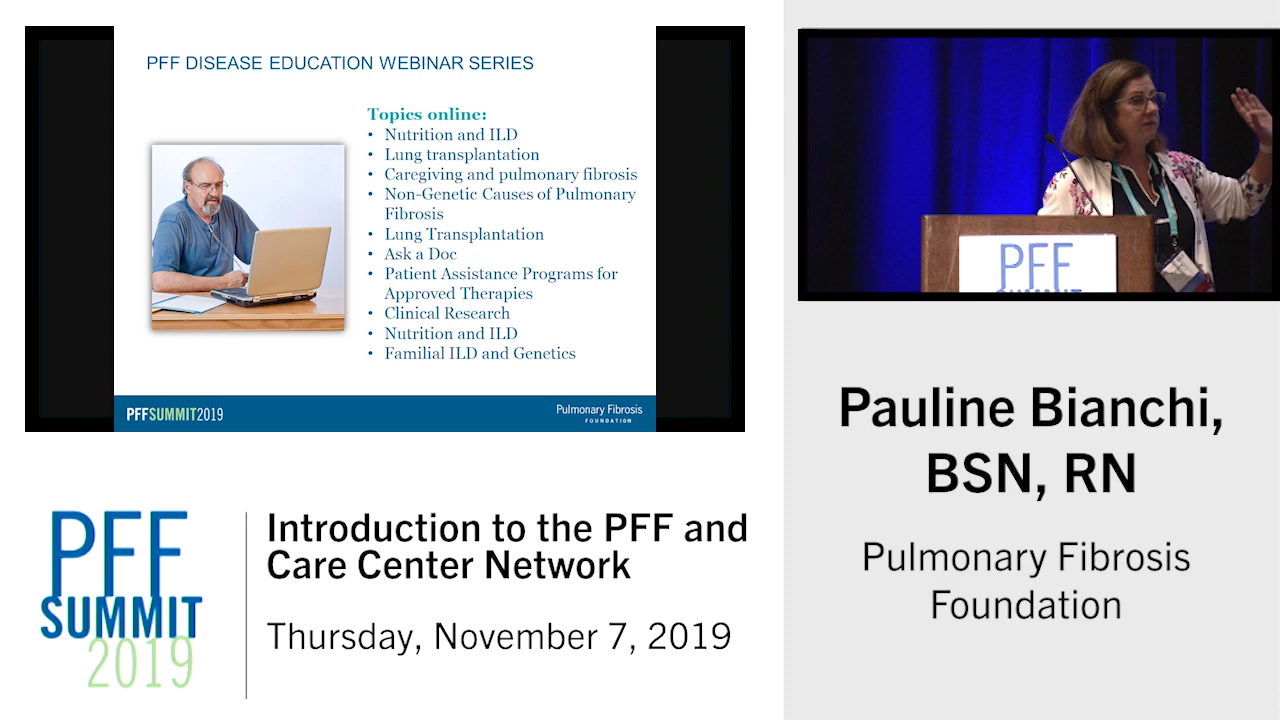 PFF DISEASE EDUCATION WEBINAR SERIES
Topics online:
• Nutrition and ILD
• Lung transplantation
• Caregiving and pulmonary fibrosis
• Non-Genetic Causes of Pulmonary
Fibrosis
• Lung Transplantation
• Ask a Doc
• Patient Assistance Programs for
Approved Therapies
• Clinical Research
• Nutrition and ILD
• Familial ILD and Genetics
PFFSUMMIT2019
Pulmonary Fibrosis
FOUNDATION
PFF
SUMMIT
Pauline Bianchi,
BSN, RN
Pulmonary Fibrosis
Foundation
PFF
SUMMIT
2019
Introduction to the PFF and
Care Center Network
Thursday, November 7, 2019